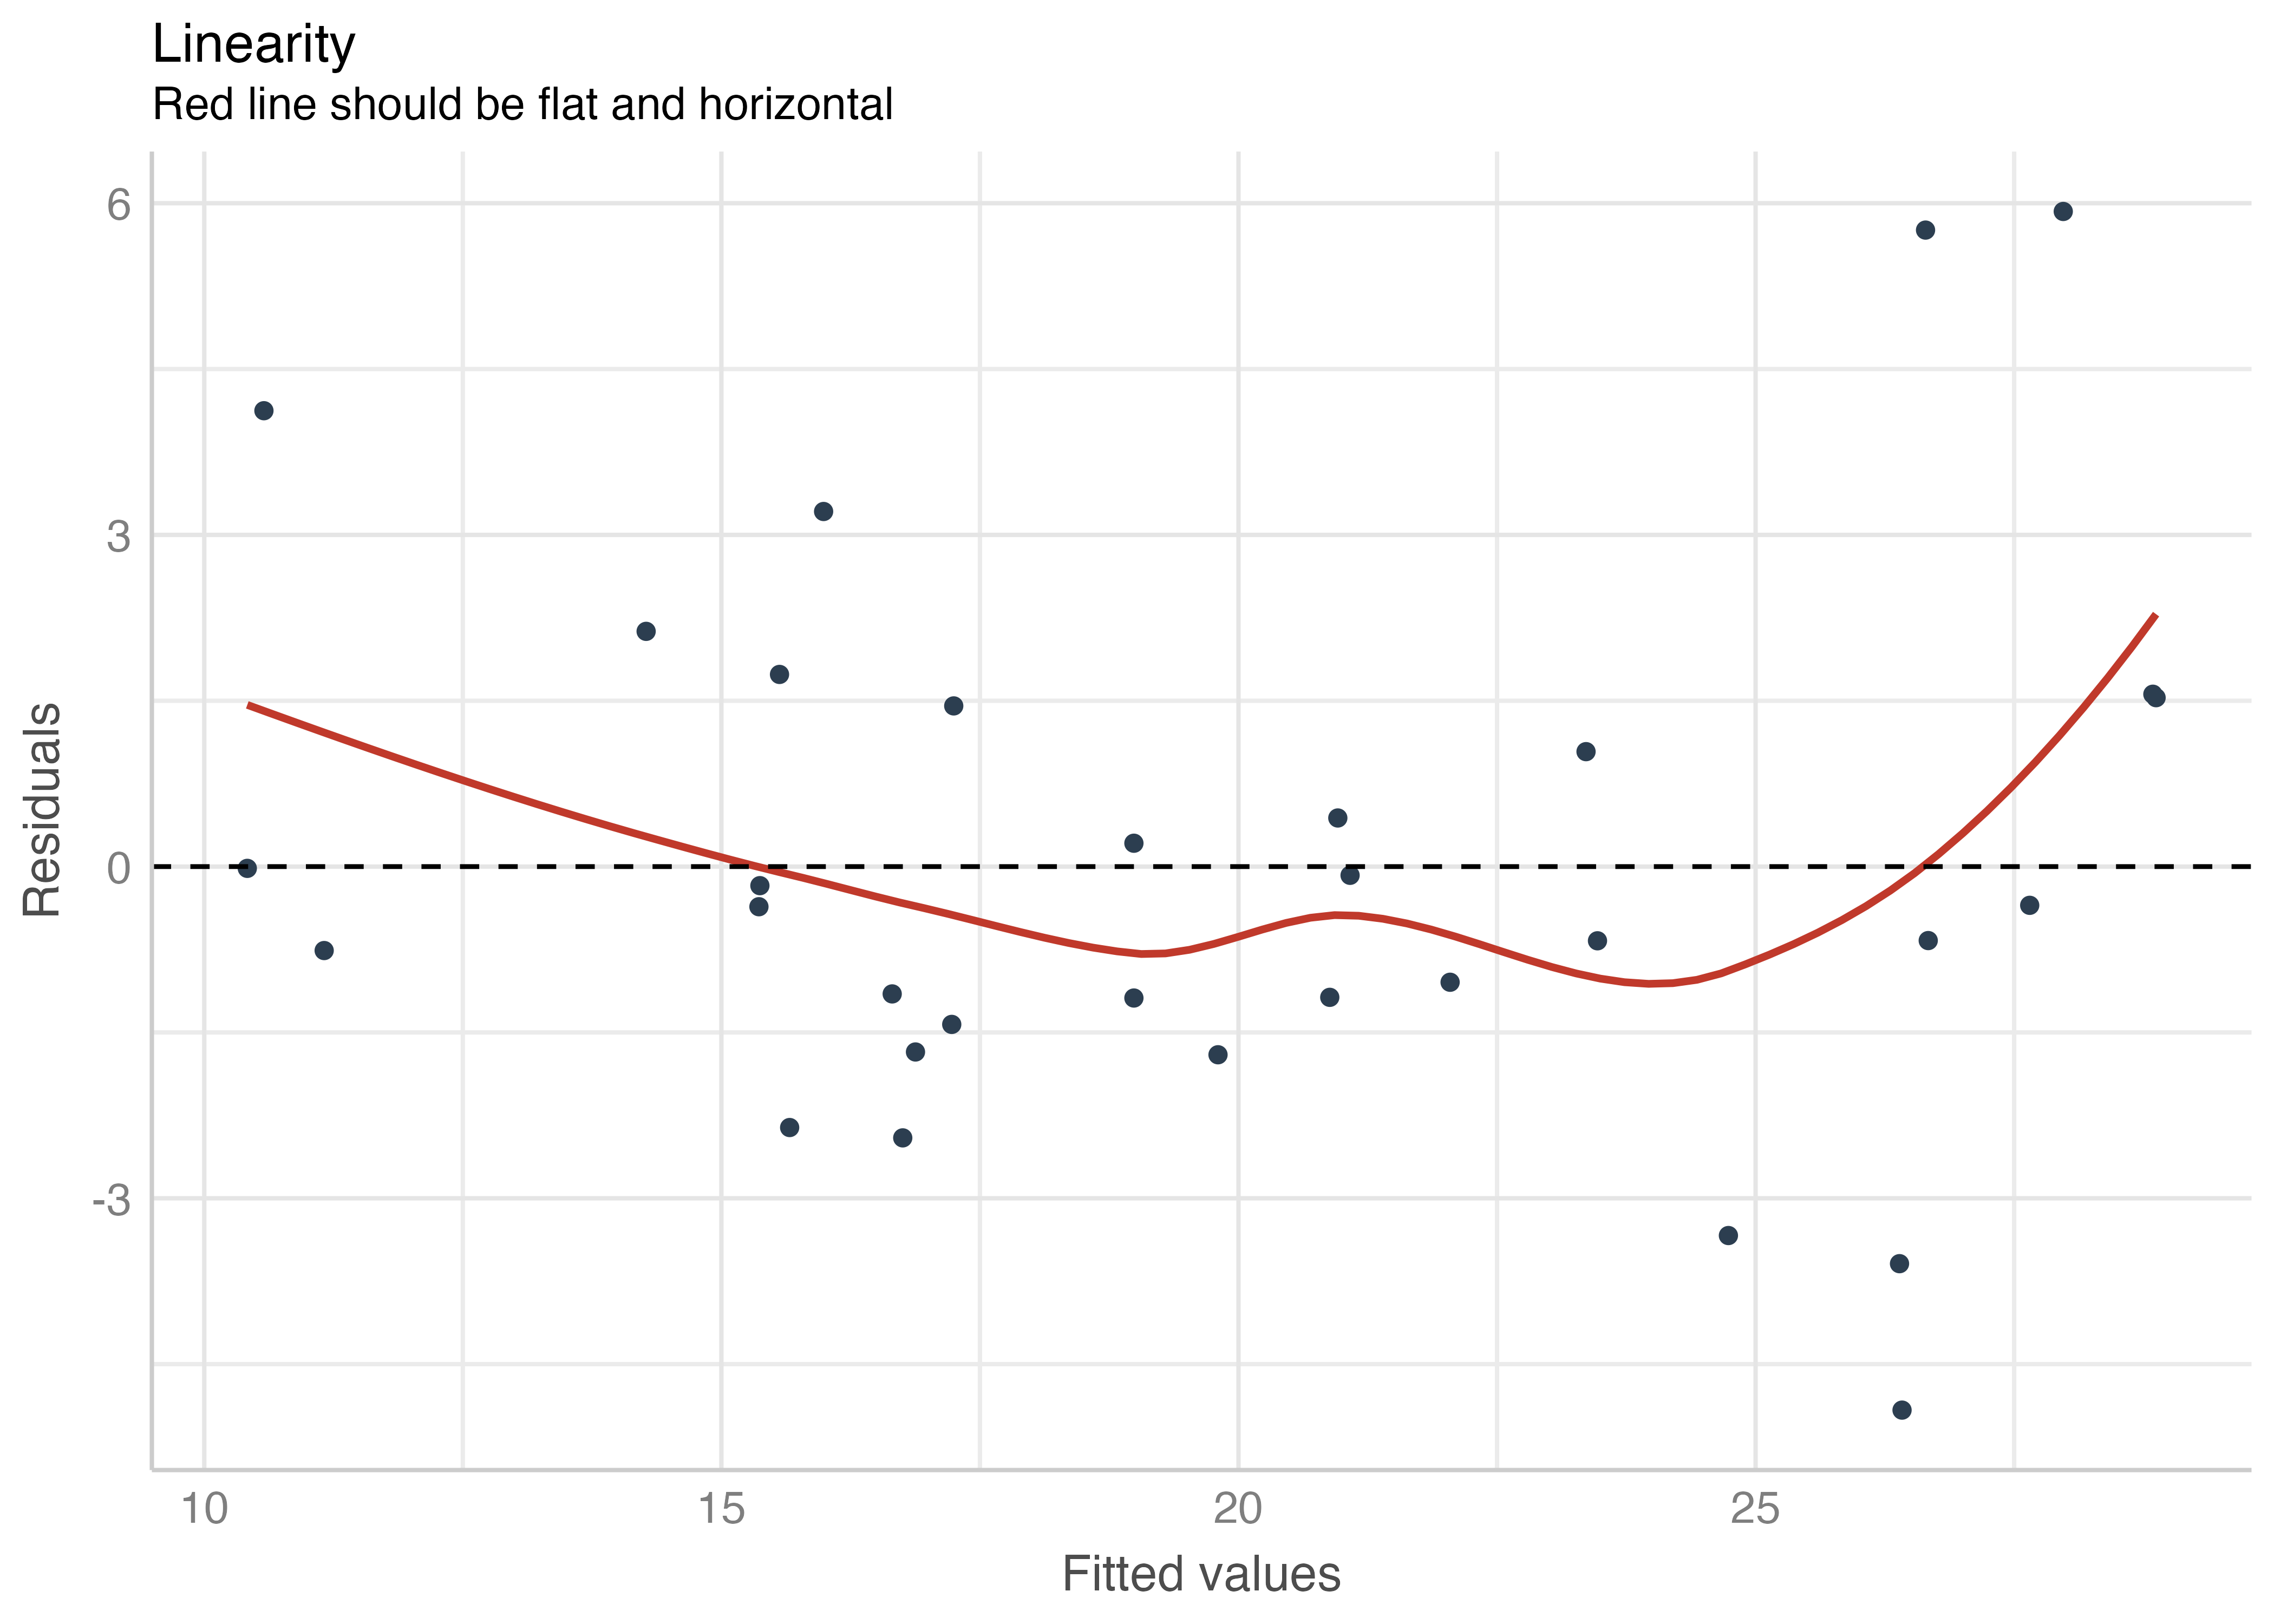 Linearity
Red line should be flat and horizontal
6
3
0
-3
Residuals
10 15 20 25
Fitted values